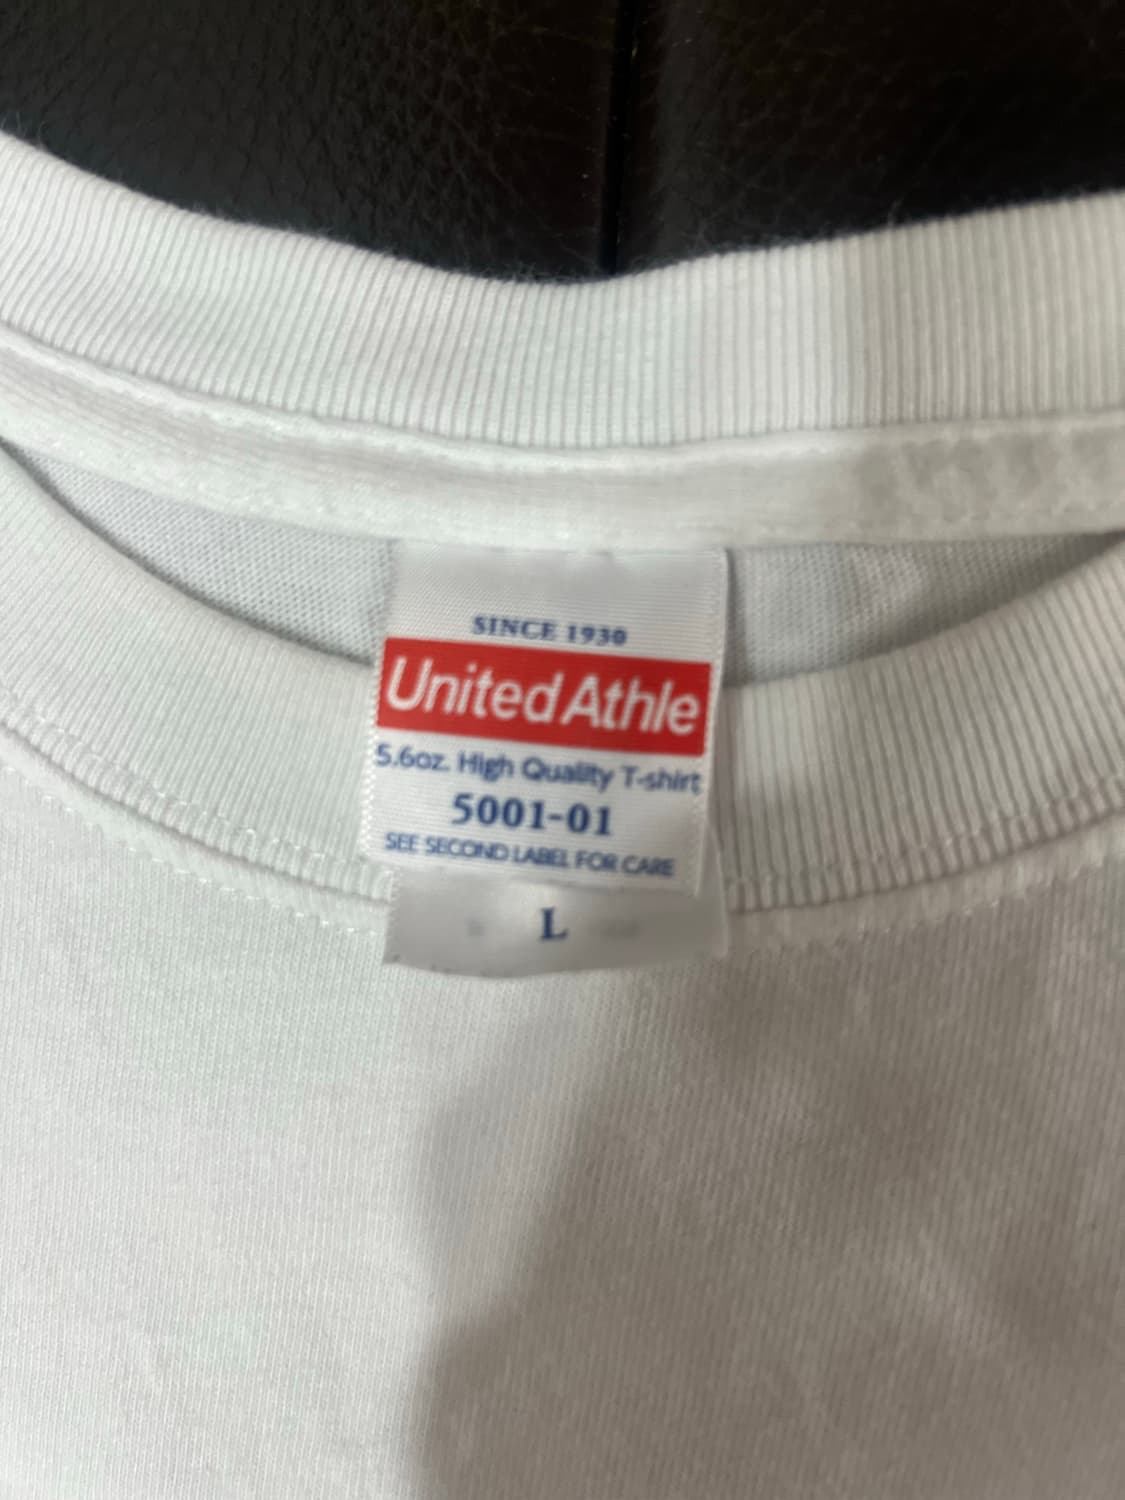 SINCE 1930
United Athle
5.6oz. High Quality T-shirt
5001-01
SEE SECOND LABEL FOR CARE
L